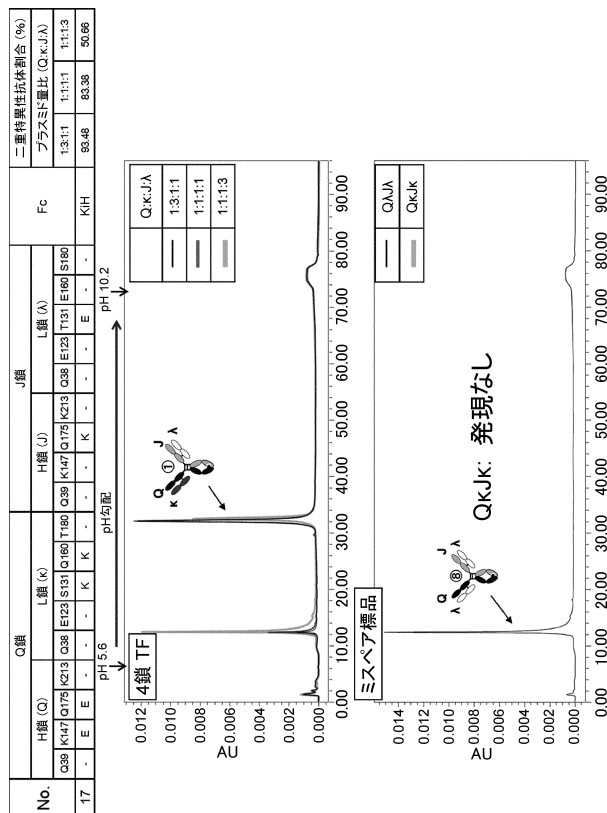 No. Q鎖 J鎖 Fc 二重特異性抗体割合 (%)
H鎖 (Q) L鎖 (κ) H鎖 (J) L鎖 (λ) プラスミド量比 (Q:κ:J:λ)
Q39 K147 Q175 K213 Q38 E123 S131 Q160 T180 Q39 K147 Q175 K213 Q38 E123 T131 E160 S180 1:3:1:1 1:1:1:1 1:1:1:3
17 - E E - - - K K - - - K - - - E - - KiH 93.48 83.38 50.66
pH 5.6 pH勾配 pH 10.2
4鎖 TF
Q:κ:J:λ
1:3:1:1
1:1:1:1
1:1:1:3
Q ① J
κ λ
AU
0.012
0.010
0.008
0.006
0.004
0.002
0.000
0.00 10.00 20.00 30.00 40.00 50.00 60.00 70.00 80.00 90.00
ミスペア標品
QλJλ
QκJκ
Q ⑧ J
λ λ
QκJκ: 発現なし
AU
0.014
0.012
0.010
0.008
0.006
0.004
0.002
0.000
0.00 10.00 20.00 30.00 40.00 50.00 60.00 70.00 80.00 90.00